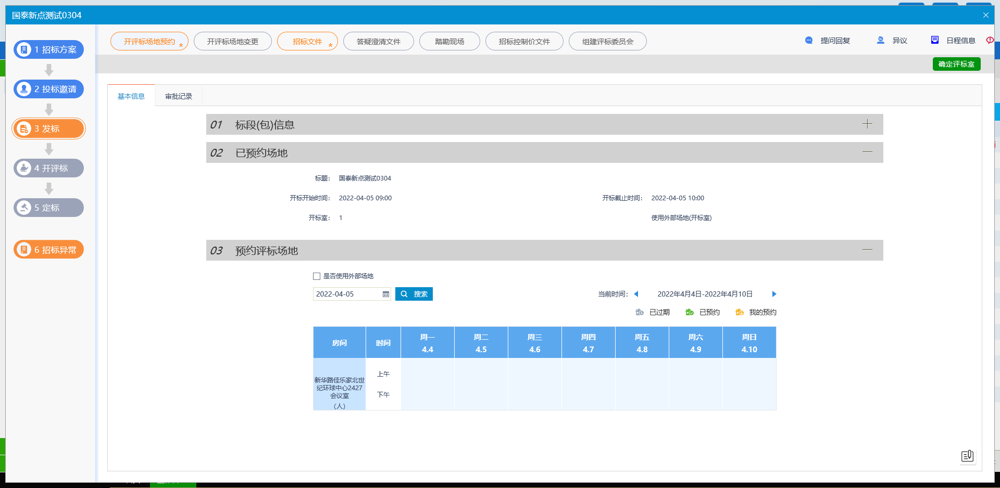 国泰新点测试0304
1 招标方案
2 投标邀请
3 发标
4 开评标
5 定标
6 招标异常
开评标场地预约 *
开评标场地变更
招标文件 *
答疑澄清文件
踏勘现场
招标控制价文件
组建评标委员会
提问回复
异议
日程信息
确定评标室
基本信息
审批记录
01 标段(包)信息
02 已预约场地
标题： 国泰新点测试0304
开标开始时间： 2022-04-05 09:00
开标截止时间： 2022-04-05 10:00
开标室： 1
使用外部场地(开标室)
03 预约评标场地
是否使用外部场地
2022-04-05
搜索
当前时间：
2022年4月4日-2022年4月10日
已过期
已预约
我的预约
房间
时间
周一
4.4
周二
4.5
周三
4.6
周四
4.7
周五
4.8
周六
4.9
周日
4.10
新华路佳乐家北世
纪环球中心2427
会议室
（人）
上午
下午